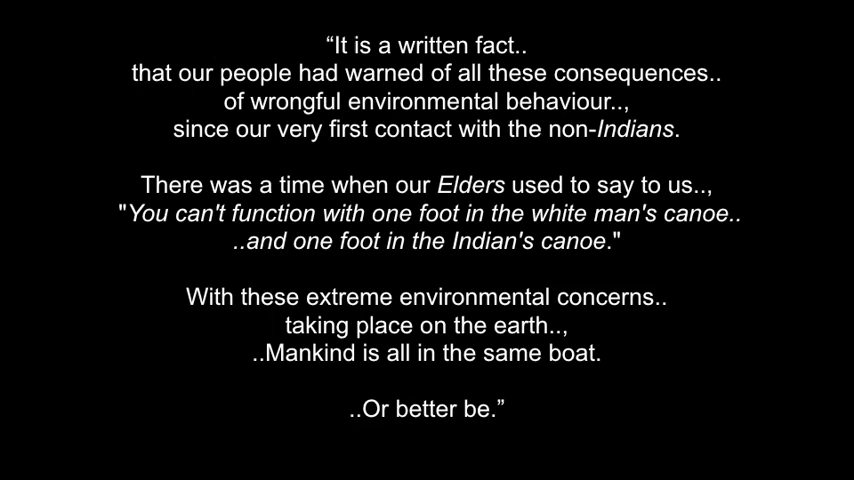 “It is a written fact..
that our people had warned of all these consequences..
of wrongful environmental behaviour..,
since our very first contact with the non-Indians.
There was a time when our Elders used to say to us..,
"You can't function with one foot in the white man's canoe..
..and one foot in the Indian's canoe."
With these extreme environmental concerns..
taking place on the earth..,
..Mankind is all in the same boat.
..Or better be.”